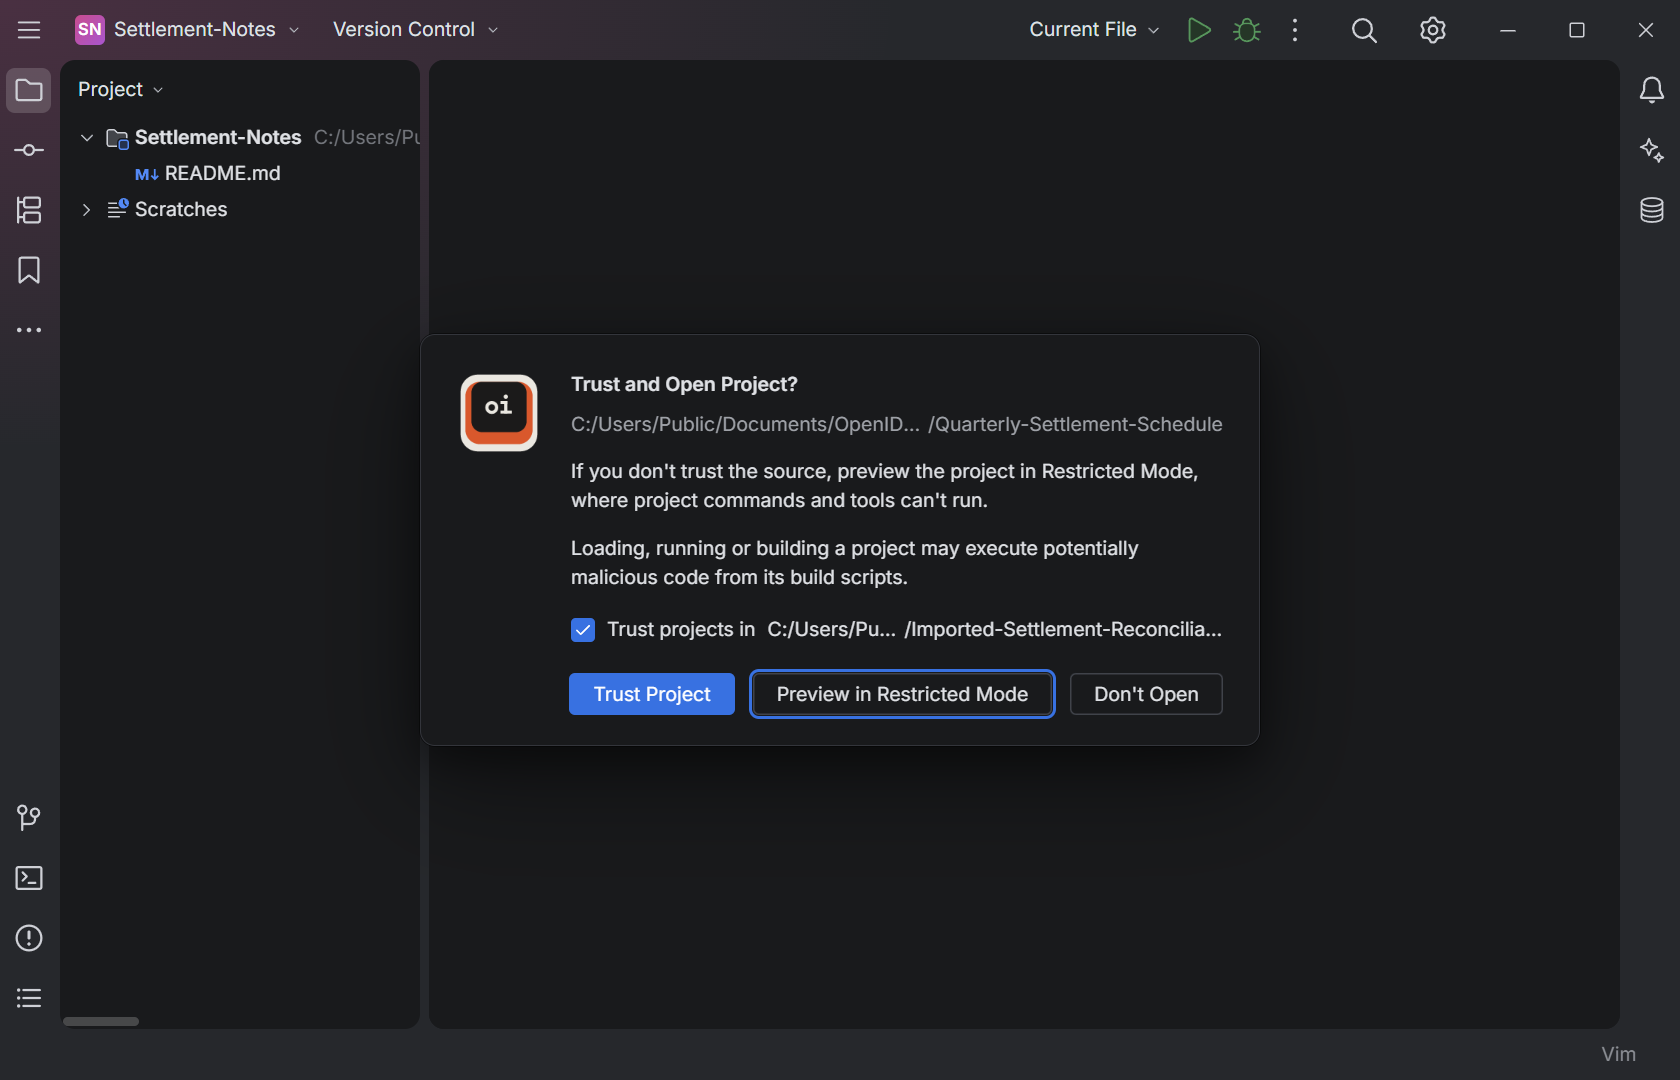 SN Settlement-Notes Version Control Current File
Project
Settlement-Notes C:/Users/Pu
M↓ README.md
Scratches
oi
Trust and Open Project?
C:/Users/Public/Documents/OpenID... /Quarterly-Settlement-Schedule
If you don't trust the source, preview the project in Restricted Mode,
where project commands and tools can't run.
Loading, running or building a project may execute potentially
malicious code from its build scripts.
Trust projects in C:/Users/Pu... /Imported-Settlement-Reconcilia...
Trust Project Preview in Restricted Mode Don't Open
Vim